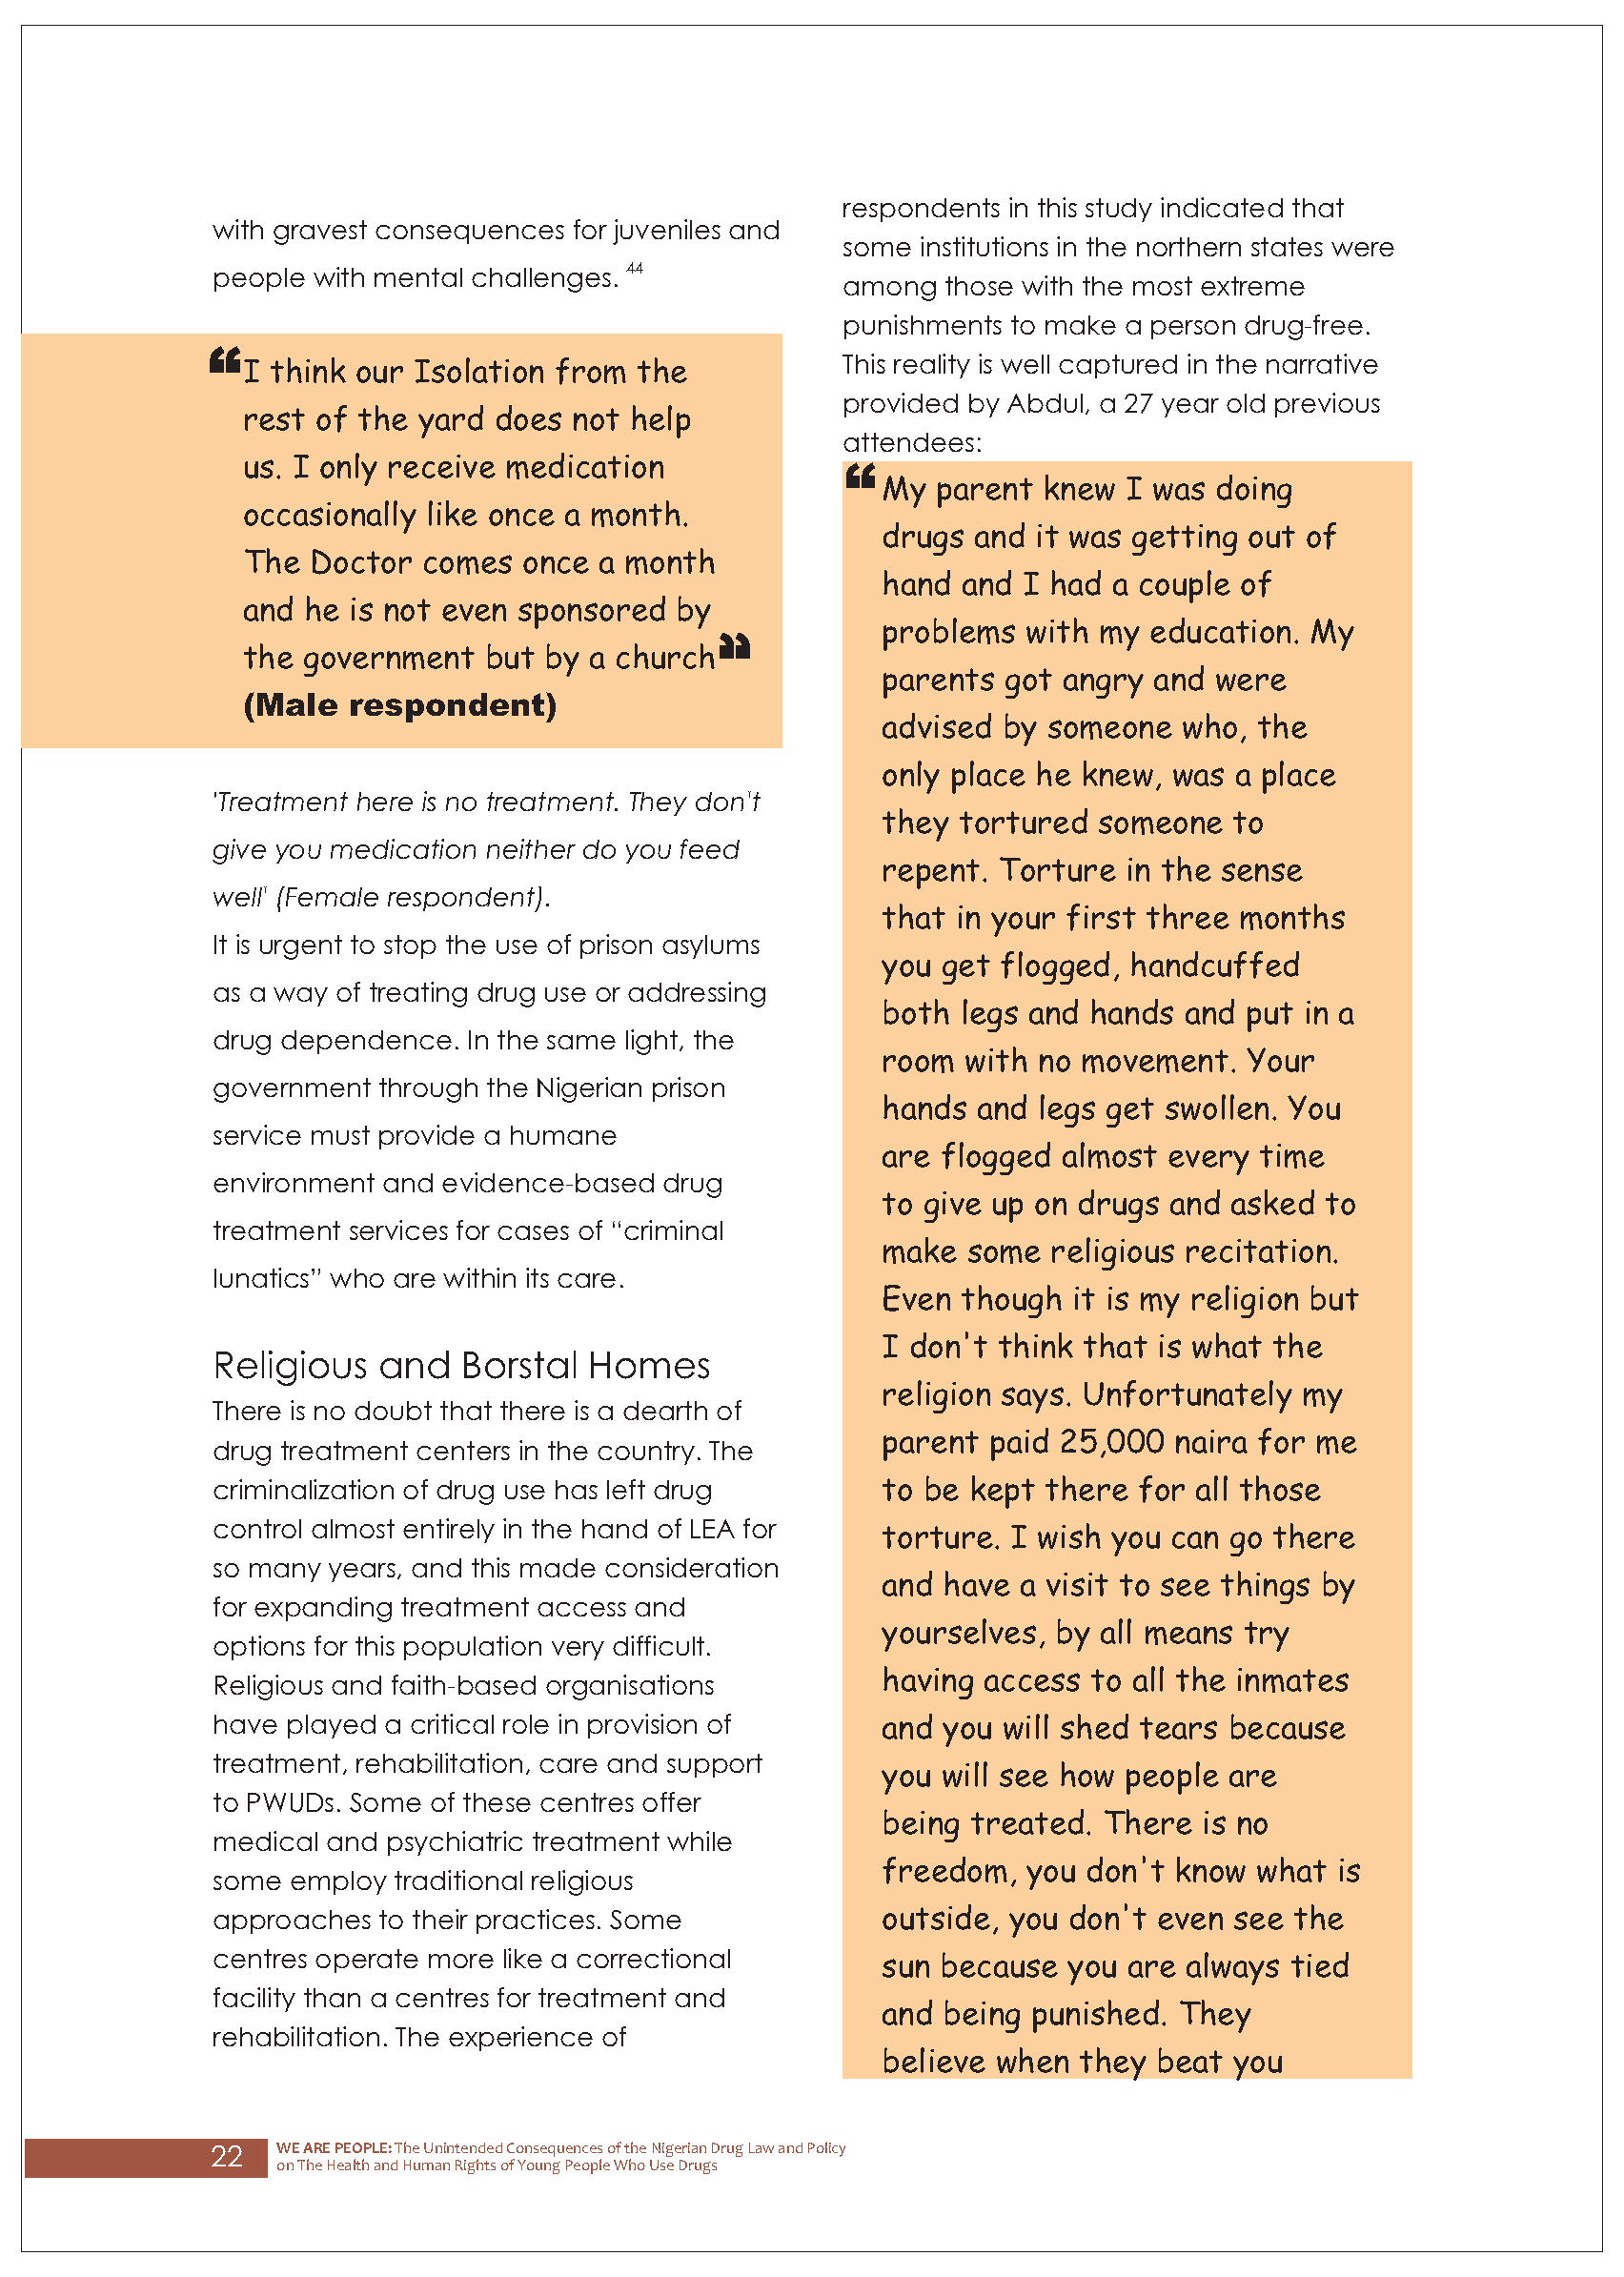 with gravest consequences for juveniles and
people with mental challenges. 44
“I think our Isolation from the
rest of the yard does not help
us. I only receive medication
occasionally like once a month.
The Doctor comes once a month
and he is not even sponsored by
the government but by a church”
(Male respondent)
'Treatment here is no treatment. They don't
give you medication neither do you feed
well' (Female respondent).
It is urgent to stop the use of prison asylums
as a way of treating drug use or addressing
drug dependence. In the same light, the
government through the Nigerian prison
service must provide a humane
environment and evidence-based drug
treatment services for cases of “criminal
lunatics” who are within its care.
Religious and Borstal Homes
There is no doubt that there is a dearth of
drug treatment centers in the country. The
criminalization of drug use has left drug
control almost entirely in the hand of LEA for
so many years, and this made consideration
for expanding treatment access and
options for this population very difficult.
Religious and faith-based organisations
have played a critical role in provision of
treatment, rehabilitation, care and support
to PWUDs. Some of these centres offer
medical and psychiatric treatment while
some employ traditional religious
approaches to their practices. Some
centres operate more like a correctional
facility than a centres for treatment and
rehabilitation. The experience of
respondents in this study indicated that
some institutions in the northern states were
among those with the most extreme
punishments to make a person drug-free.
This reality is well captured in the narrative
provided by Abdul, a 27 year old previous
attendees:
“My parent knew I was doing
drugs and it was getting out of
hand and I had a couple of
problems with my education. My
parents got angry and were
advised by someone who, the
only place he knew, was a place
they tortured someone to
repent. Torture in the sense
that in your first three months
you get flogged, handcuffed
both legs and hands and put in a
room with no movement. Your
hands and legs get swollen. You
are flogged almost every time
to give up on drugs and asked to
make some religious recitation.
Even though it is my religion but
I don't think that is what the
religion says. Unfortunately my
parent paid 25,000 naira for me
to be kept there for all those
torture. I wish you can go there
and have a visit to see things by
yourselves, by all means try
having access to all the inmates
and you will shed tears because
you will see how people are
being treated. There is no
freedom, you don't know what is
outside, you don't even see the
sun because you are always tied
and being punished. They
believe when they beat you
22
WE ARE PEOPLE: The Unintended Consequences of the Nigerian Drug Law and Policy
on The Health and Human Rights of Young People Who Use Drugs